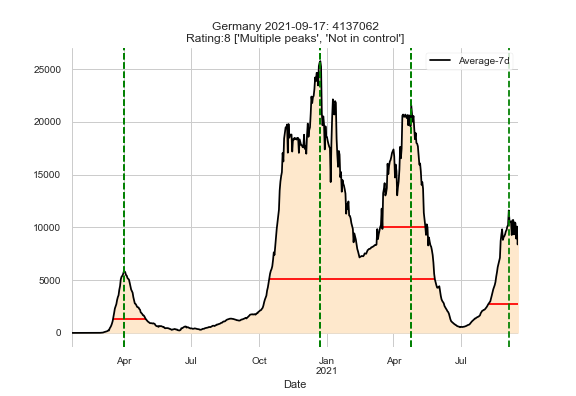 Germany 2021-09-17: 4137062
Rating:8 ['Multiple peaks', 'Not in control']
Average-7d
25000
20000
15000
10000
5000
0
Apr Jul Oct Jan Apr Jul
2021
Date